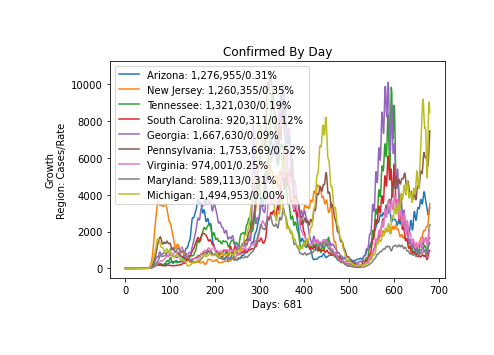 Confirmed By Day
Growth
Region: Cases/Rate
10000
8000
6000
4000
2000
0
Arizona: 1,276,955/0.31%
New Jersey: 1,260,355/0.35%
Tennessee: 1,321,030/0.19%
South Carolina: 920,311/0.12%
Georgia: 1,667,630/0.09%
Pennsylvania: 1,753,669/0.52%
Virginia: 974,001/0.25%
Maryland: 589,113/0.31%
Michigan: 1,494,953/0.00%
0 100 200 300 400 500 600 700
Days: 681